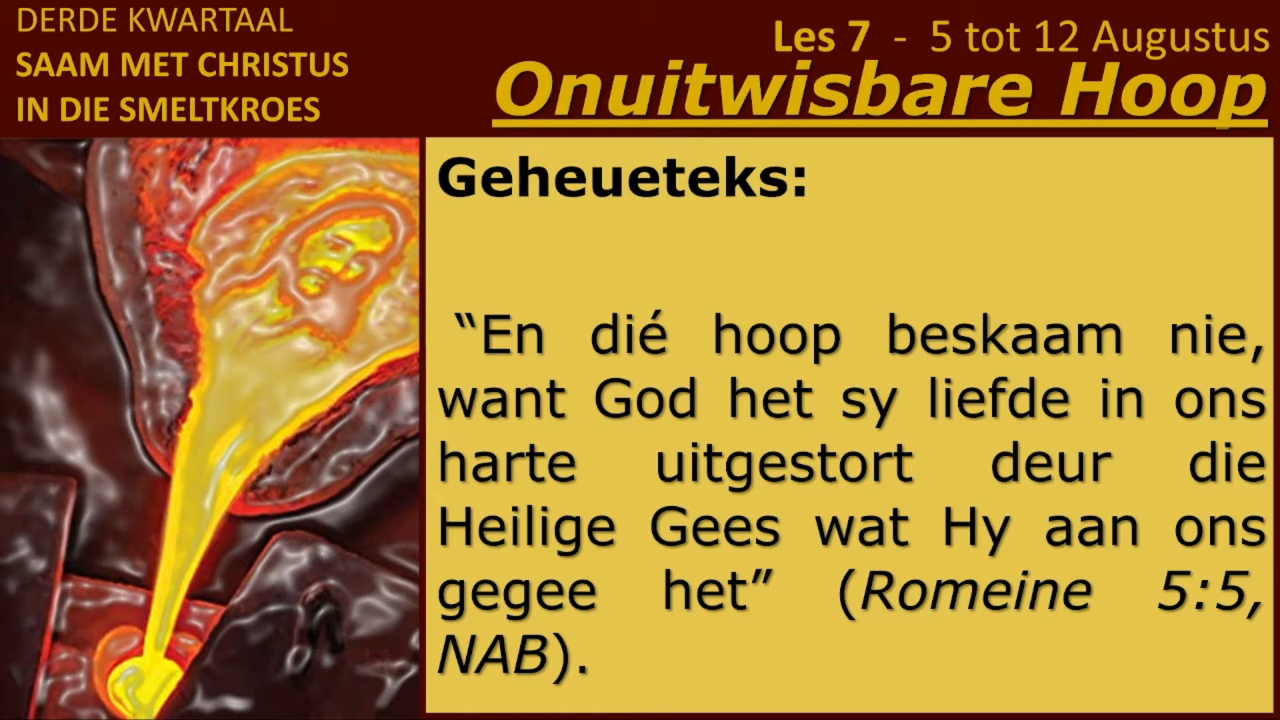 DERDE KWARTAAL
SAAM MET CHRISTUS
IN DIE SMELTKROES
Les 7 - 5 tot 12 Augustus
Onuitwisbare Hoop
Geheueteks:
“En dié hoop beskaam nie,
want God het sy liefde in ons
harte uitgestort deur die
Heilige Gees wat Hy aan ons
gegee het” (Romeine 5:5,
NAB).